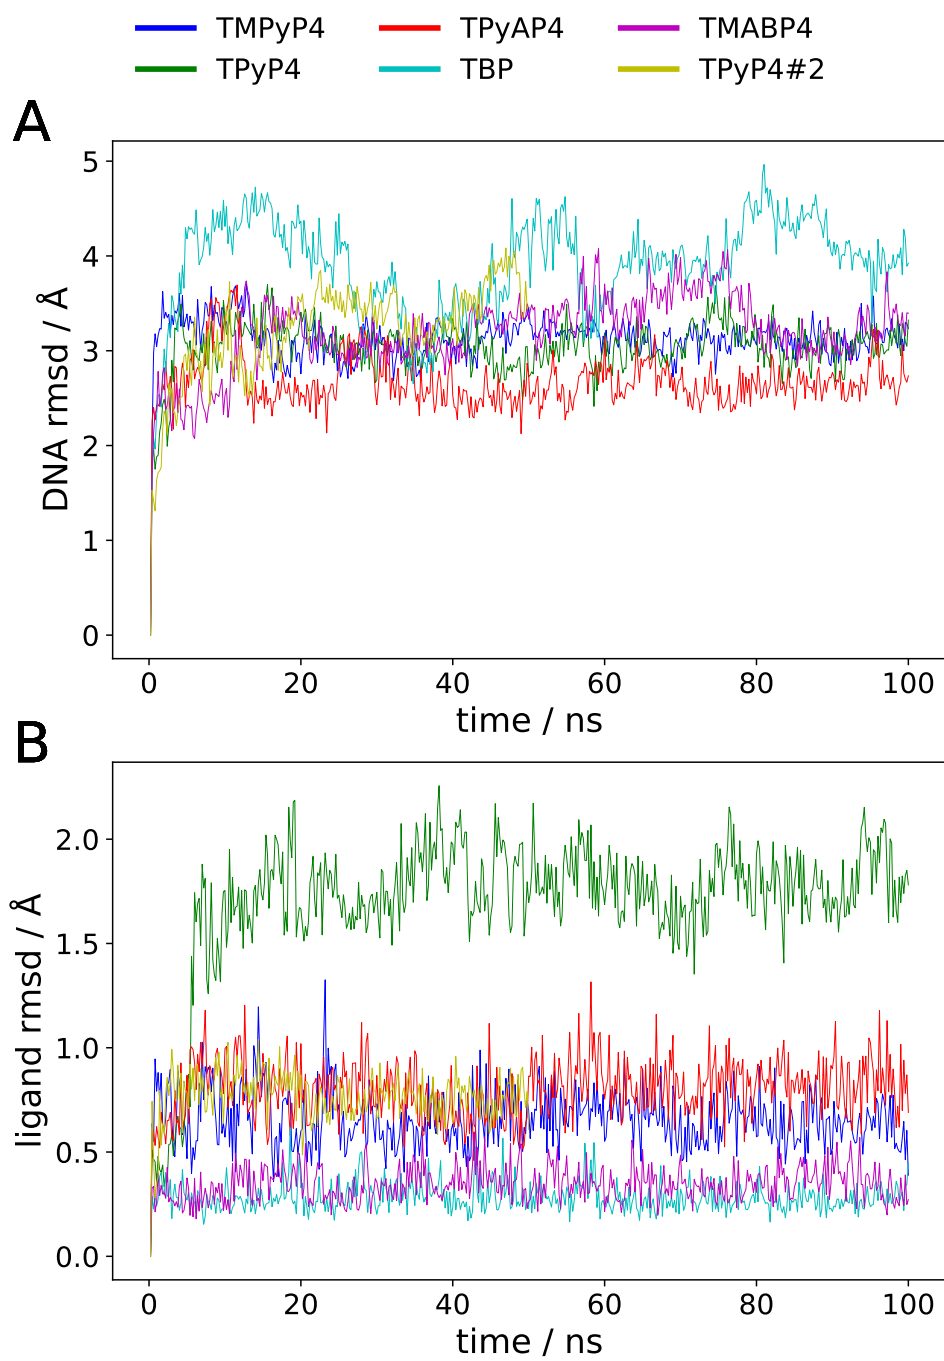 TMPyP4 TPyAP4 TMABP4
TPyP4 TBP TPyP4#2
A
5
4
3
2
1
0
DNA rmsd / Å
0 20 40 60 80 100
time / ns
B
2.0
1.5
1.0
0.5
0.0
ligand rmsd / Å
0 20 40 60 80 100
time / ns